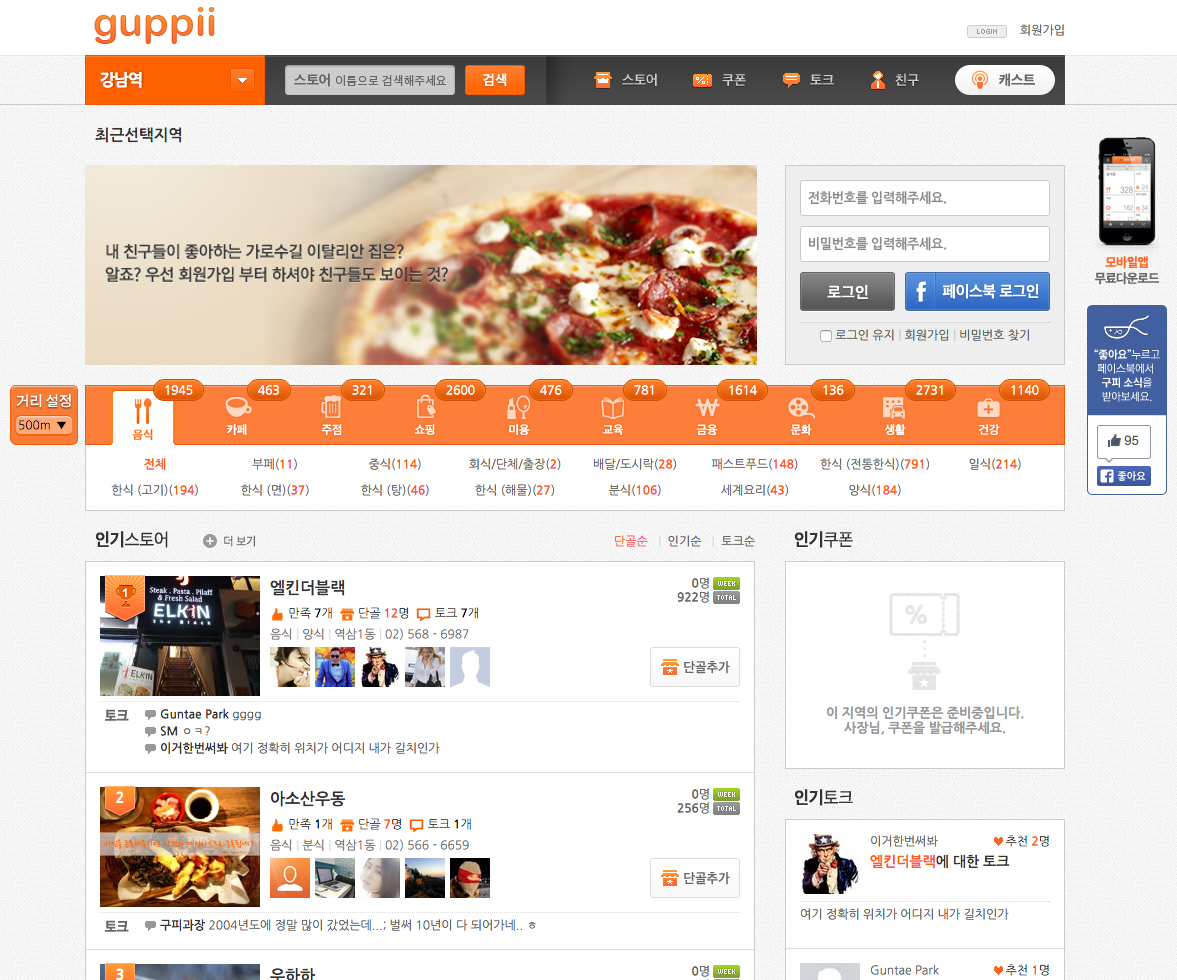 guppii
LOGIN 회원가입
강남역
스토어 이름으로 검색해주세요 검색
스토어 쿠폰 토크 친구 캐스트
최근선택지역
내 친구들이 좋아하는 가로수길 이탈리안 집은?
알죠? 우선 회원가입 부터 하셔야 친구들도 보이는 것?
전화번호를 입력해주세요.
비밀번호를 입력해주세요.
로그인 페이스북 로그인
로그인 유지 | 회원가입 | 비밀번호 찾기
모바일앱
무료다운로드
“좋아요”누르고
페이스북에서
구피 소식을
받아보세요.
95
좋아요
거리 설정
500m ▼
1945 463 321 2600 476 781 1614 136 2731 1140
음식 카페 주점 쇼핑 미용 교육 금융 문화 생활 건강
전체 부페(11) 중식(114) 회식/단체/출장(2) 배달/도시락(28) 패스트푸드(148) 한식 (전통한식)(791) 일식(214)
한식 (고기)(194) 한식 (면)(37) 한식 (탕)(46) 한식 (해물)(27) 분식(106) 세계요리(43) 양식(184)
인기스토어 더 보기 단골순 | 인기순 | 토크순
1
Steak . Pasta . Pilaff
& Fresh Salad
ELKIN
the Black
ELKIN
엘킨더블랙
0명 WEEK
922명 TOTAL
만족 7개 단골 12명 토크 7개
음식 | 양식 | 역삼1동 | 02) 568 - 6987
단골추가
토크 Guntae Park gggg
SM ㅇㅋ?
이거한번써봐 여기 정확히 위치가 어디지 내가 길치인가
2
아소산우동
0명 WEEK
256명 TOTAL
만족 1개 단골 7명 토크 1개
음식 | 분식 | 역삼1동 | 02) 566 - 6659
단골추가
토크 구피과장 2004년도에 정말 많이 갔었는데...; 벌써 10년이 다 되어가네.. ㅎ
3
우하하
0명 WEEK
인기쿠폰
%
이 지역의 인기쿠폰은 준비중입니다.
사장님, 쿠폰을 발급해주세요.
인기토크
이거한번써봐 추천 2명
엘킨더블랙에 대한 토크
여기 정확히 위치가 어디지 내가 길치인가
Guntae Park 추천 1명